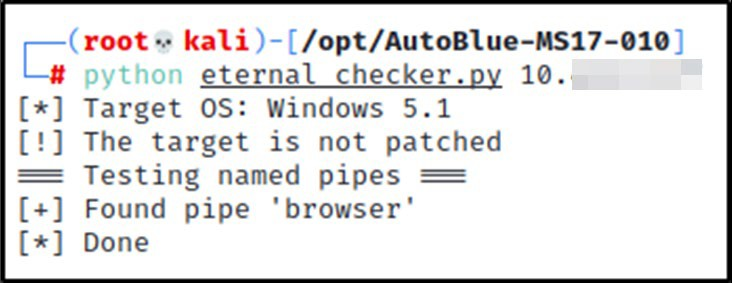 ┌──(root💀kali)-[/opt/AutoBlue-MS17-010]
└─# python eternal_checker.py 10.
[*] Target OS: Windows 5.1
[!] The target is not patched
=== Testing named pipes ===
[+] Found pipe 'browser'
[*] Done